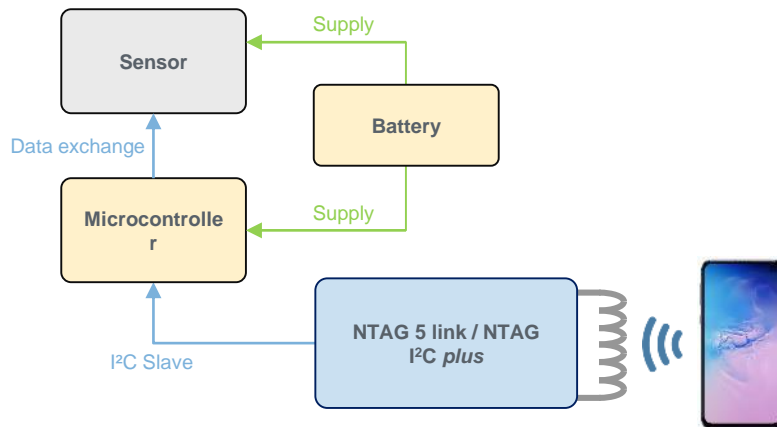 Supply
Sensor
Battery
Data exchange
Microcontrolle
r
Supply
NTAG 5 link / NTAG
I²C plus
I²C Slave